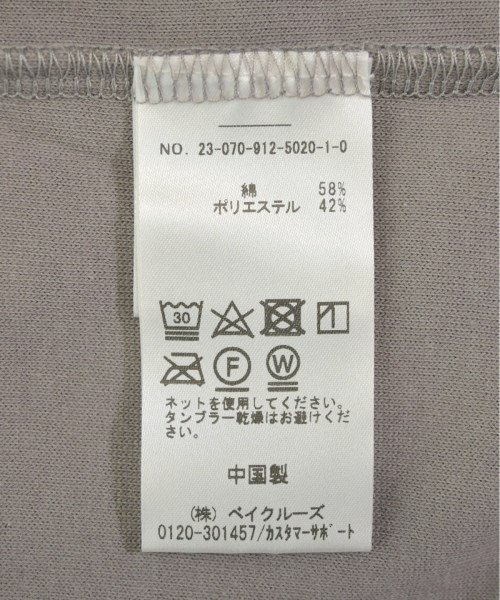 NO. 23-070-912-5020-1-0
綿 58%
ポリエステル 42%
30
F W
ネットを使用してください。
タンブラー乾燥はお避けくださ
い。
中国製
(株) ベイクルーズ
0120-301457/カスタマーサポート